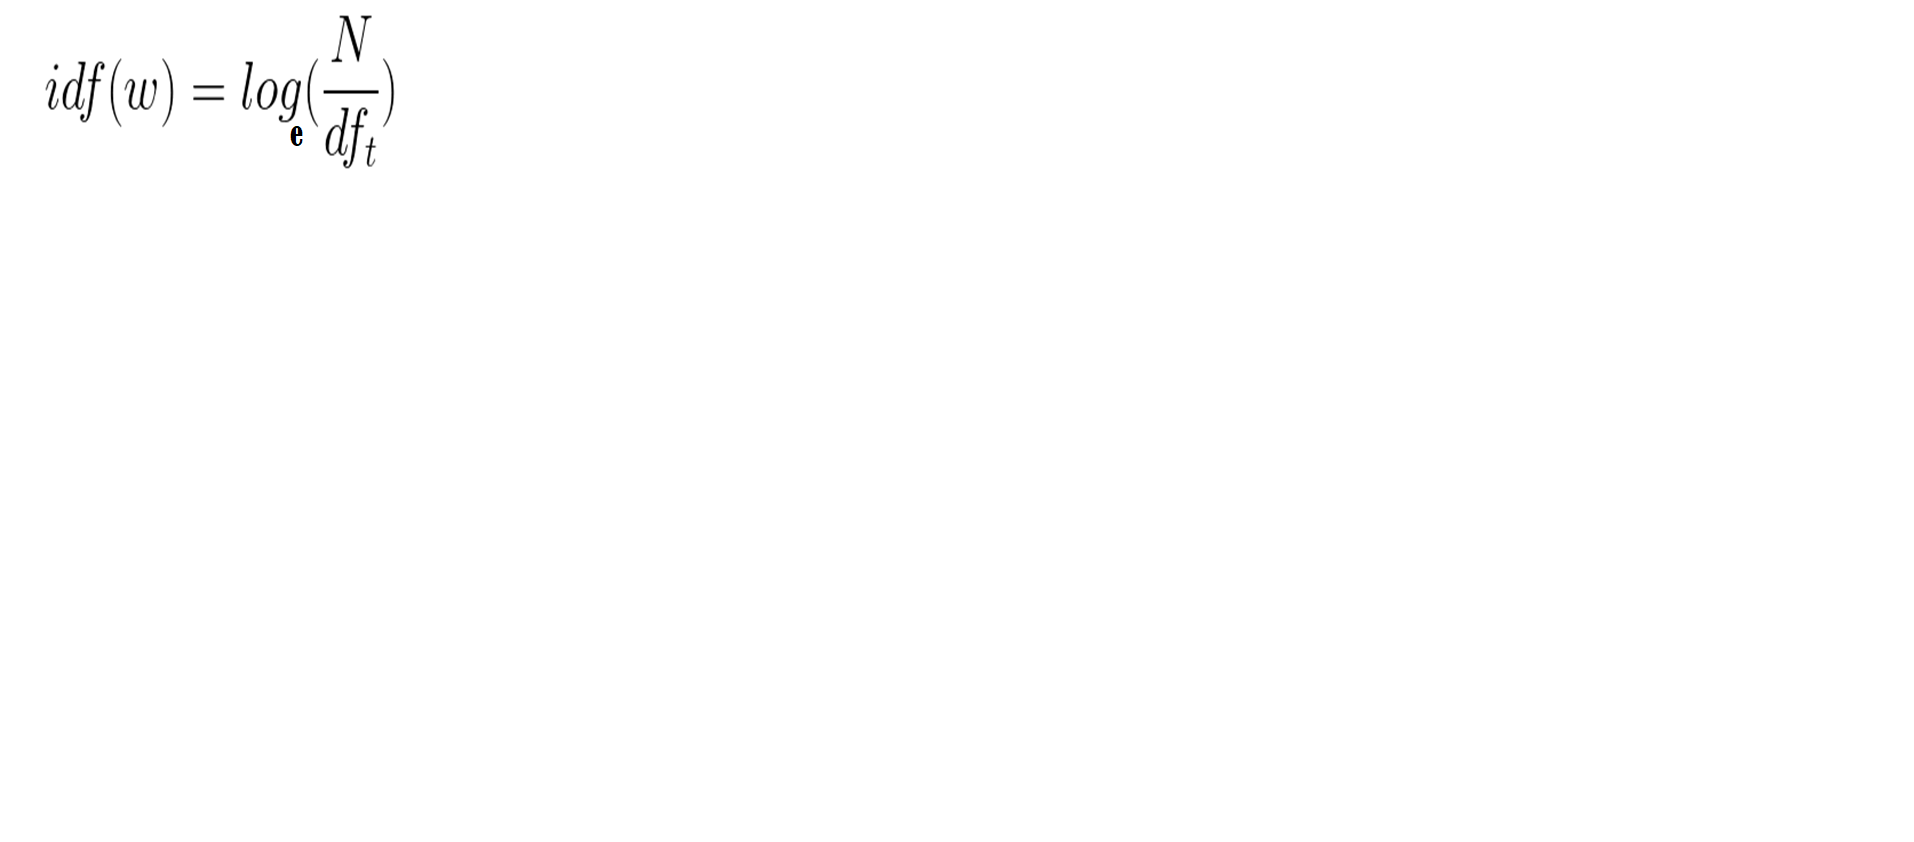 idf(w) = log_e(N/df_t)